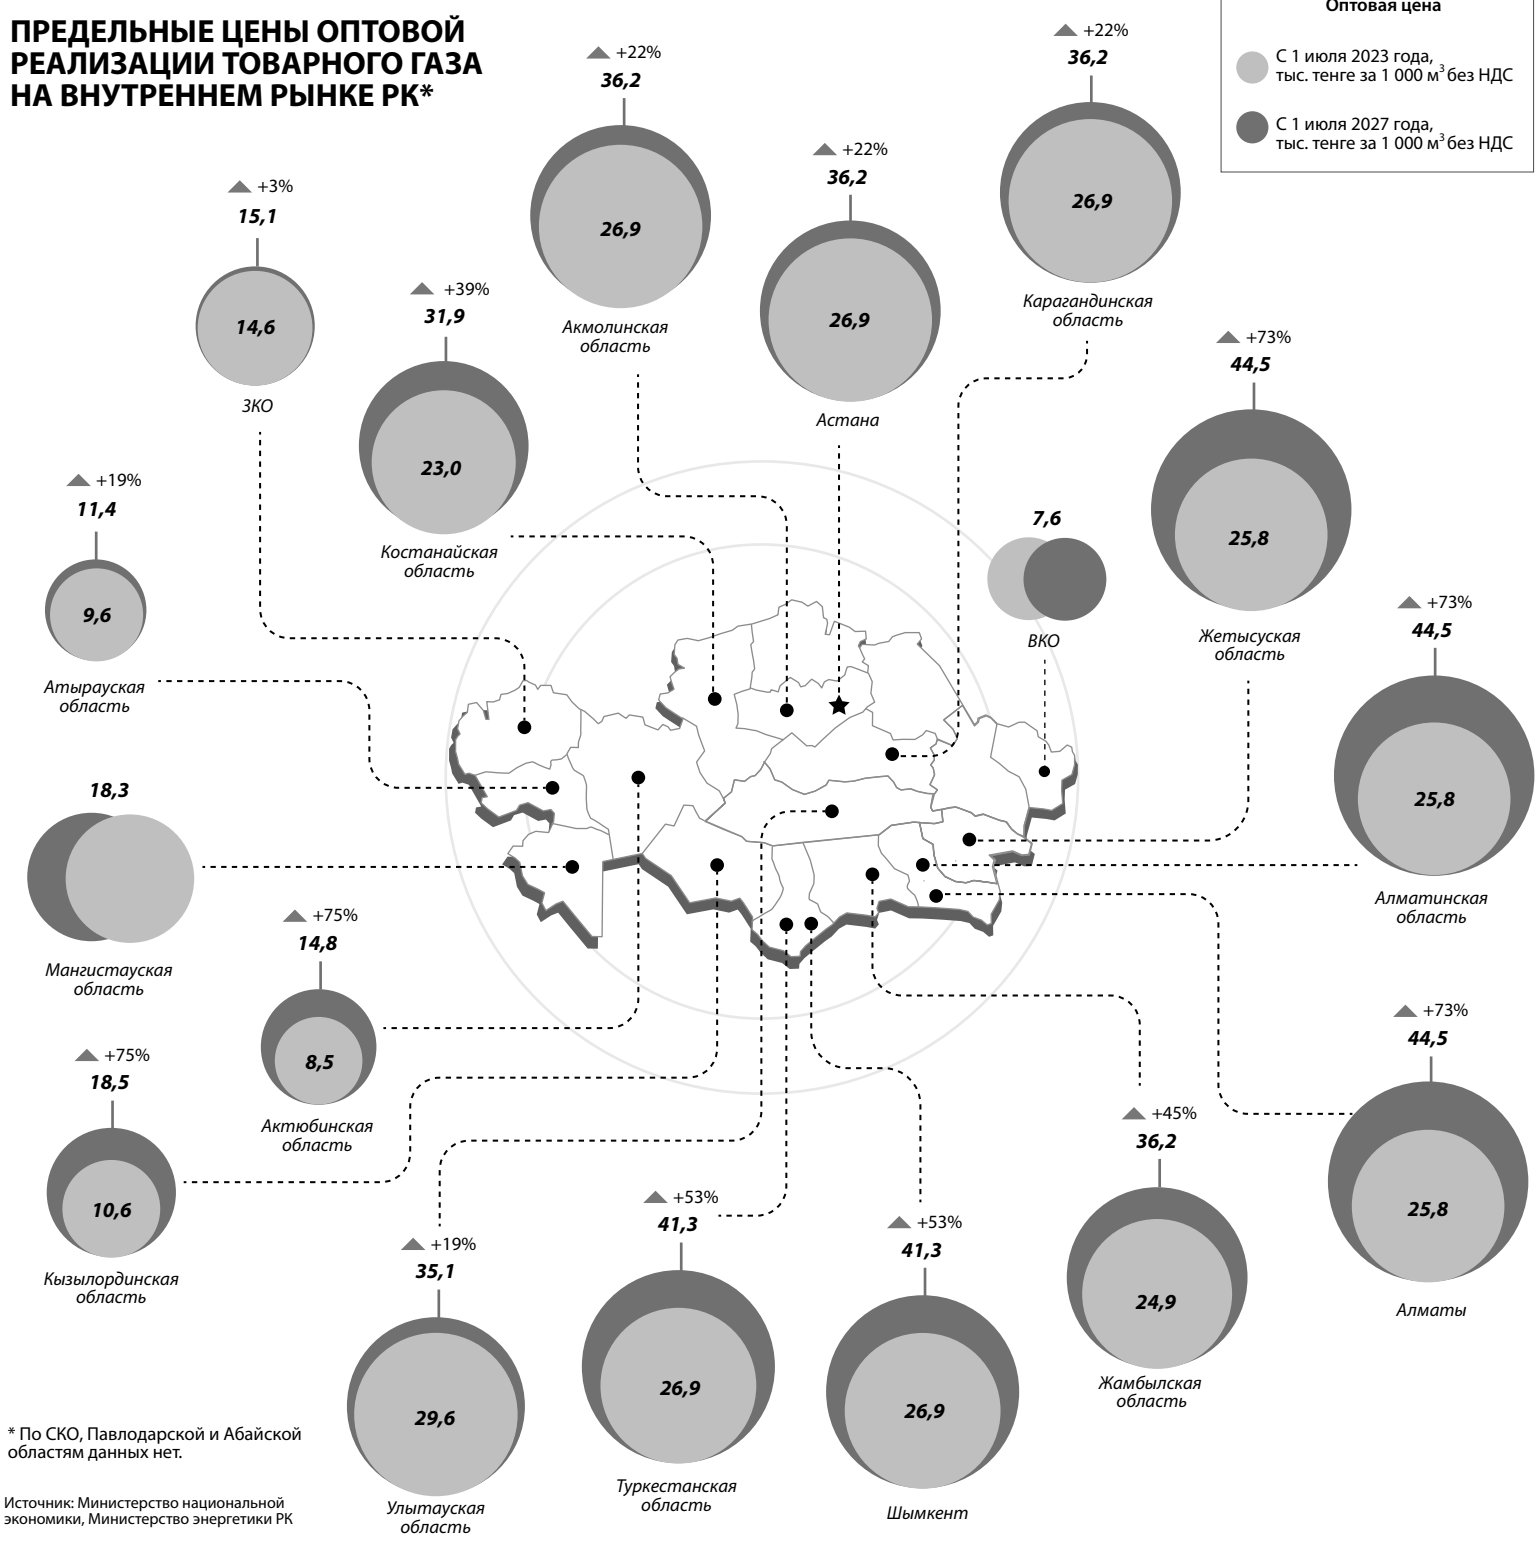 ПРЕДЕЛЬНЫЕ ЦЕНЫ ОПТОВОЙ
РЕАЛИЗАЦИИ ТОВАРНОГО ГАЗА
НА ВНУТРЕННЕМ РЫНКЕ РК*
Оптовая цена
С 1 июля 2023 года,
тыс. тенге за 1 000 м³ без НДС
С 1 июля 2027 года,
тыс. тенге за 1 000 м³ без НДС
+22%
36,2
26,9
Акмолинская
область
+22%
36,2
26,9
Астана
+22%
36,2
26,9
Карагандинская
область
+3%
15,1
14,6
ЗКО
+39%
31,9
23,0
Костанайская
область
+73%
44,5
25,8
Жетысуская
область
+19%
11,4
9,6
Атырауская
область
7,6
ВКО
+73%
44,5
25,8
Алматинская
область
18,3
Мангистауская
область
+75%
14,8
8,5
Актюбинская
область
+75%
18,5
10,6
Кызылординская
область
+73%
44,5
25,8
Алматы
+45%
36,2
24,9
Жамбылская
область
+19%
35,1
29,6
Улытауская
область
+53%
41,3
26,9
Туркестанская
область
+53%
41,3
26,9
Шымкент
* По СКО, Павлодарской и Абайской
областям данных нет.
Источник: Министерство национальной
экономики, Министерство энергетики РК